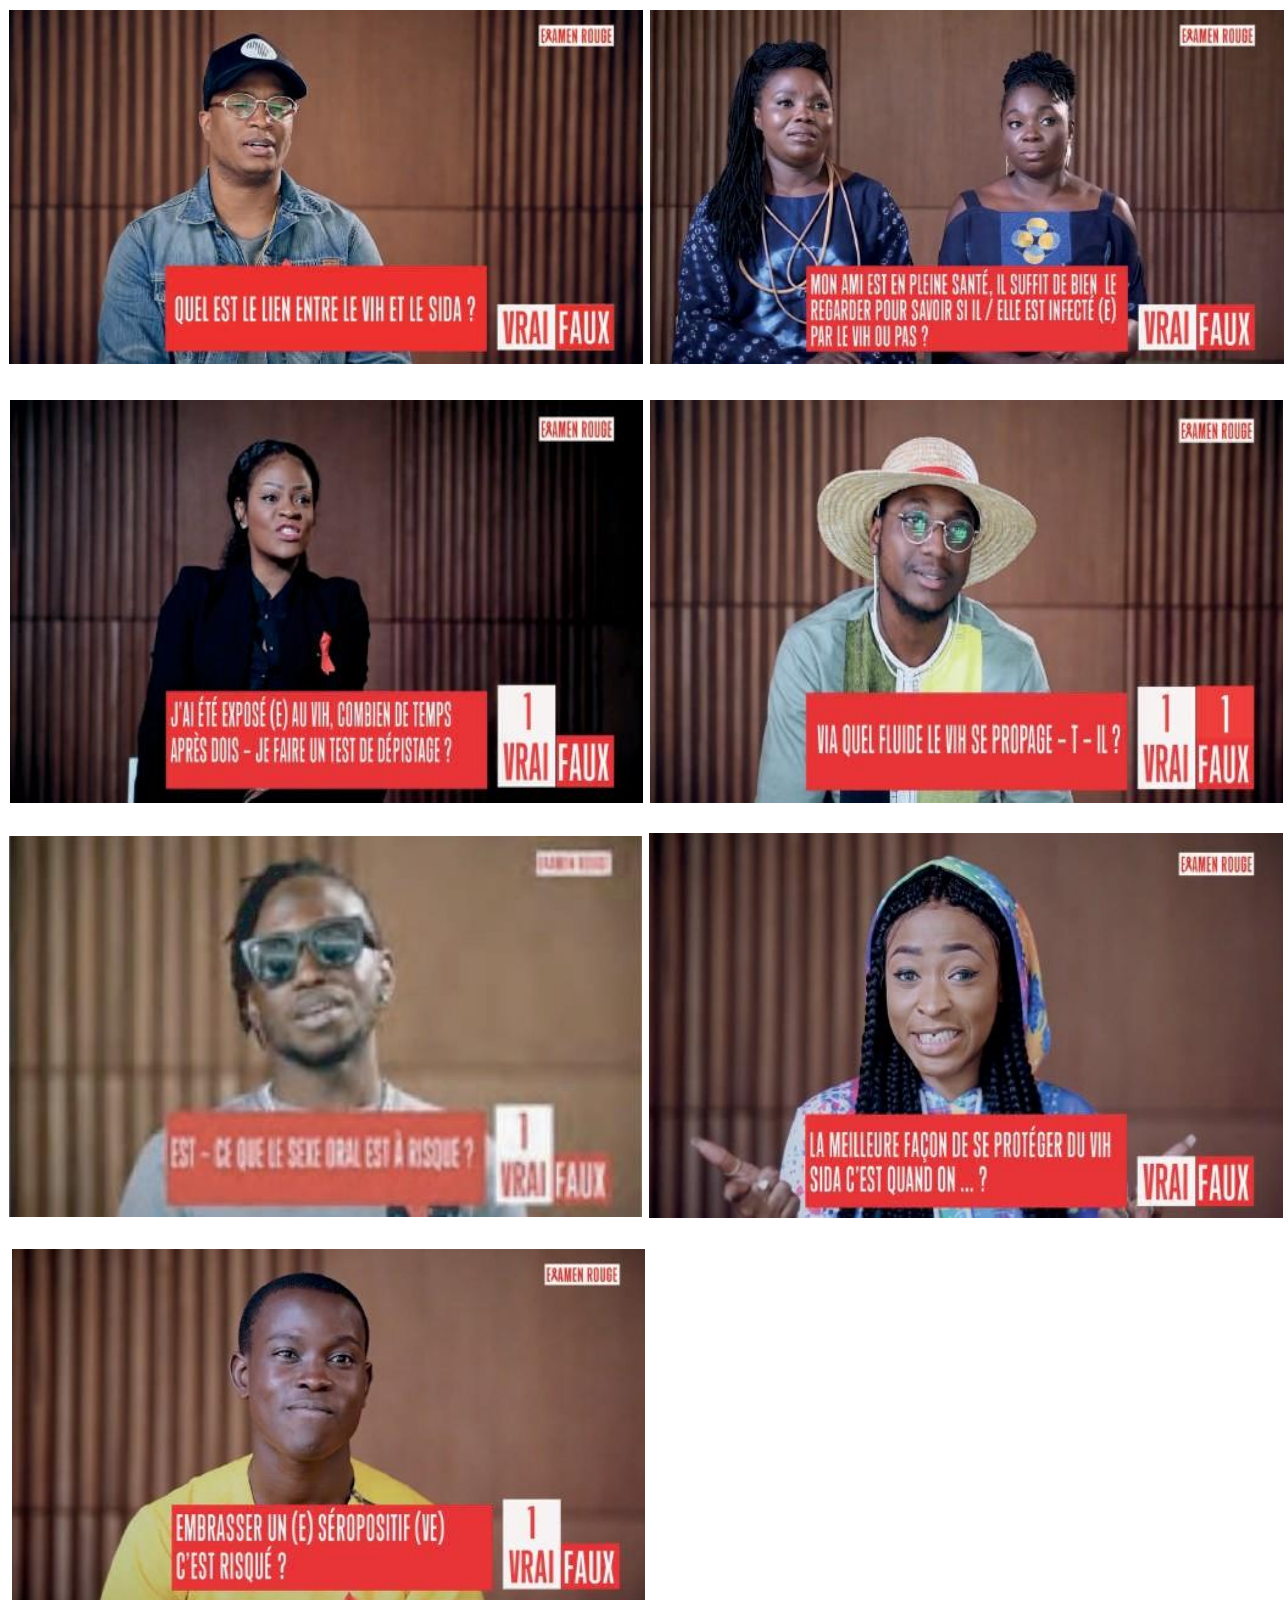 EXAMEN ROUGE
QUEL EST LE LIEN ENTRE LE VIH ET LE SIDA ?
VRAI FAUX
EXAMEN ROUGE
MON AMI EST EN PLEINE SANTÉ, IL SUFFIT DE BIEN LE
REGARDER POUR SAVOIR SI IL / ELLE EST INFECTÉ (E)
PAR LE VIH OU PAS ?
VRAI FAUX
EXAMEN ROUGE
J'AI ÉTÉ EXPOSÉ (E) AU VIH, COMBIEN DE TEMPS
APRÈS DOIS – JE FAIRE UN TEST DE DÉPISTAGE ?
1
VRAI FAUX
EXAMEN ROUGE
VIA QUEL FLUIDE LE VIH SE PROPAGE – T – IL ?
1 1
VRAI FAUX
EXAMEN ROUGE
EST – CE QUE LE SEXE ORAL EST À RISQUE ?
1
VRAI FAUX
EXAMEN ROUGE
LA MEILLEURE FAÇON DE SE PROTÉGER DU VIH
SIDA C'EST QUAND ON ... ?
VRAI FAUX
EXAMEN ROUGE
EMBRASSER UN (E) SÉROPOSITIF (VE)
C'EST RISQUÉ ?
1
VRAI FAUX